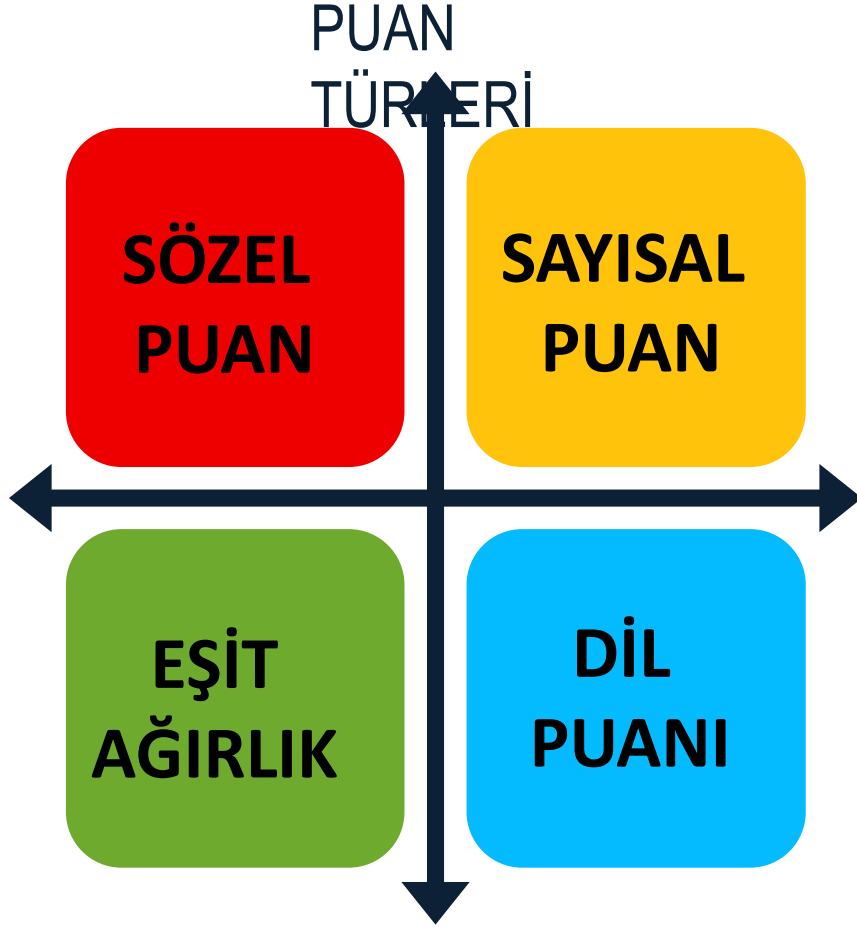 PUAN
TÜRLERİ
SÖZEL
PUAN
SAYISAL
PUAN
EŞİT
AĞIRLIK
DİL
PUANI